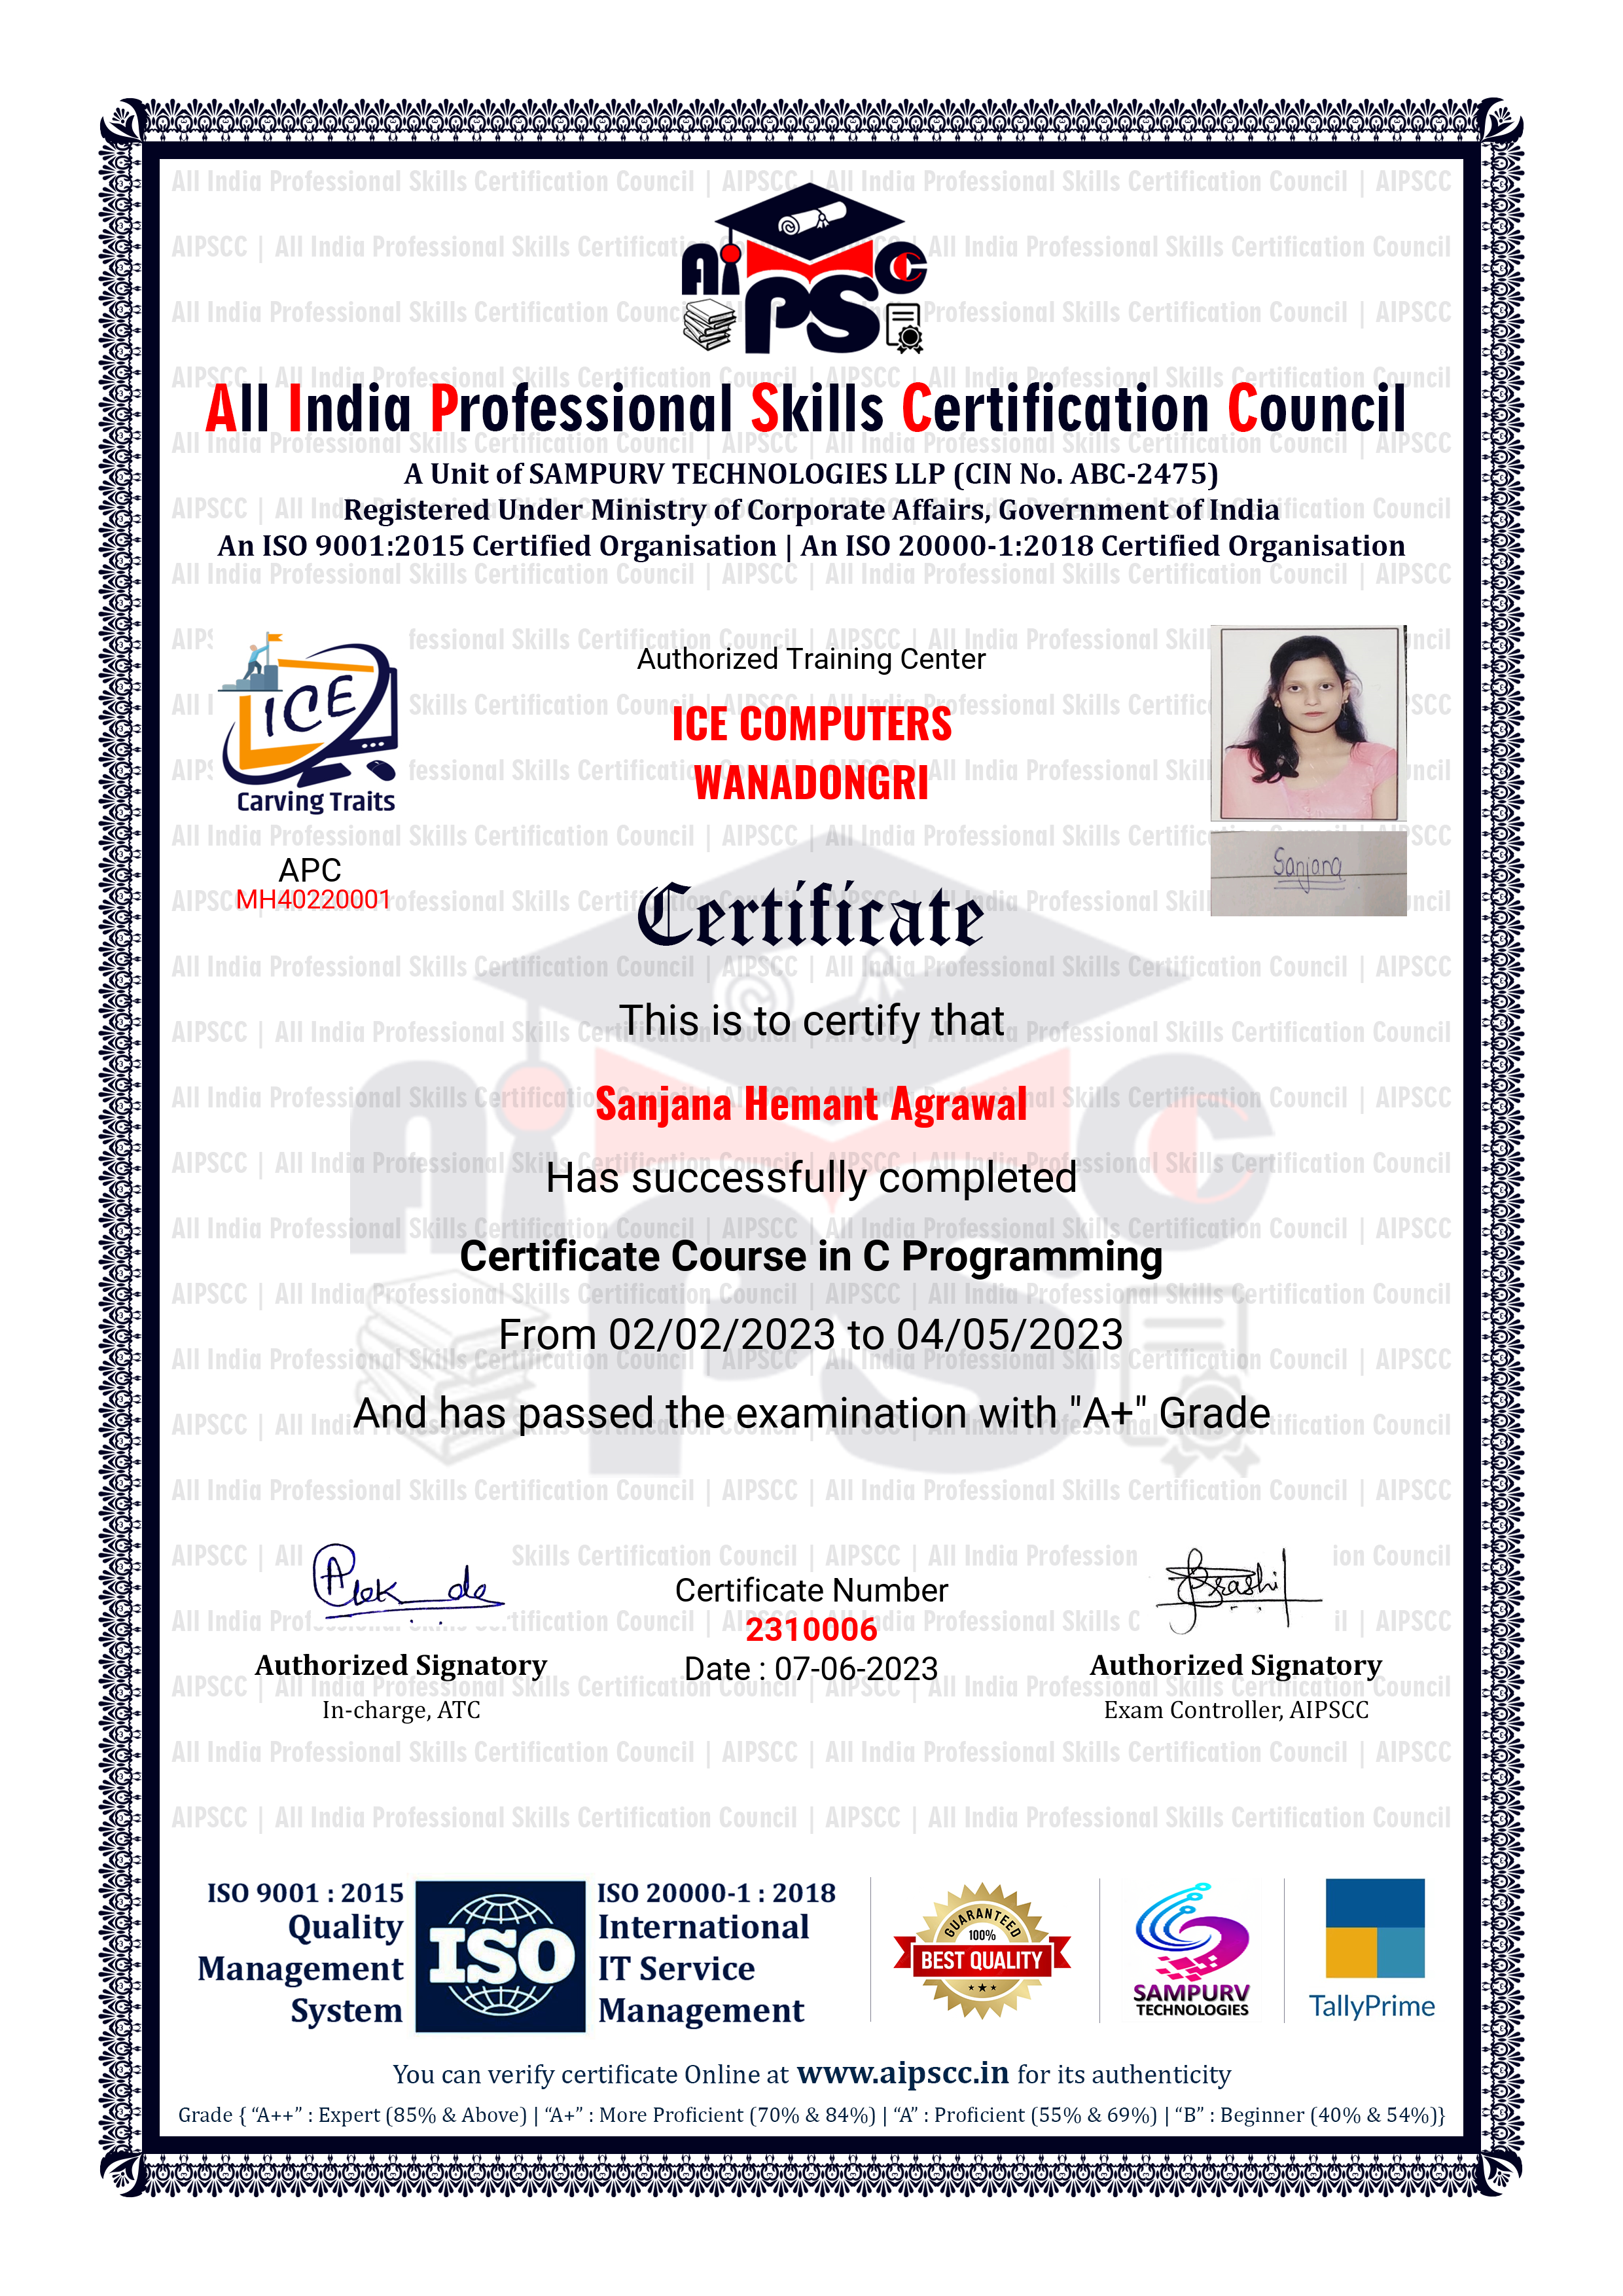 AiPSCC
All India Professional Skills Certification Council
A Unit of SAMPURV TECHNOLOGIES LLP (CIN No. ABC-2475)
Registered Under Ministry of Corporate Affairs, Government of India
An ISO 9001:2015 Certified Organisation | An ISO 20000-1:2018 Certified Organisation
ICE
Carving Traits
APC
MH40220001
Authorized Training Center
ICE COMPUTERS
WANADONGRI
Sanjana
Certificate
This is to certify that
Sanjana Hemant Agrawal
Has successfully completed
Certificate Course in C Programming
From 02/02/2023 to 04/05/2023
And has passed the examination with "A+" Grade
Authorized Signatory
In-charge, ATC
Certificate Number
2310006
Date : 07-06-2023
Authorized Signatory
Exam Controller, AIPSCC
ISO 9001 : 2015
Quality
Management
System
ISO
ISO 20000-1 : 2018
International
IT Service
Management
GUARANTEED
100%
BEST QUALITY
SAMPURV
TECHNOLOGIES
TallyPrime
You can verify certificate Online at www.aipscc.in for its authenticity
Grade { “A++” : Expert (85% & Above) | “A+” : More Proficient (70% & 84%) | “A” : Proficient (55% & 69%) | “B” : Beginner (40% & 54%)}